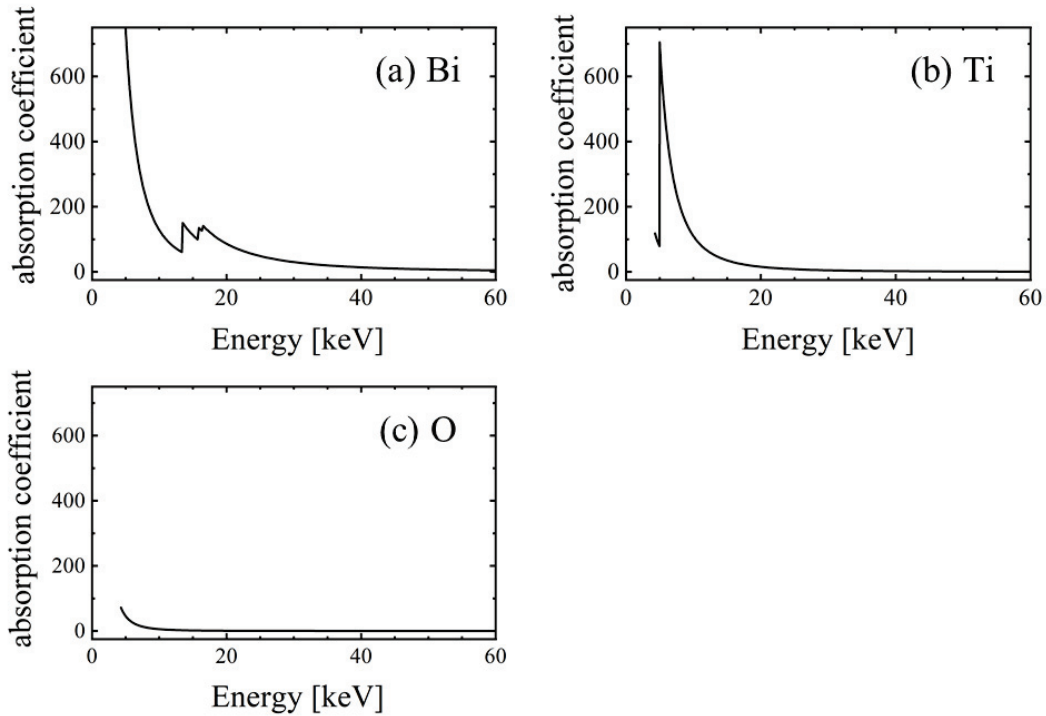 (a) Bi
absorption coefficient
600
400
200
0
0 20 40 60
Energy [keV]
(b) Ti
absorption coefficient
600
400
200
0
0 20 40 60
Energy [keV]
(c) O
absorption coefficient
600
400
200
0
0 20 40 60
Energy [keV]